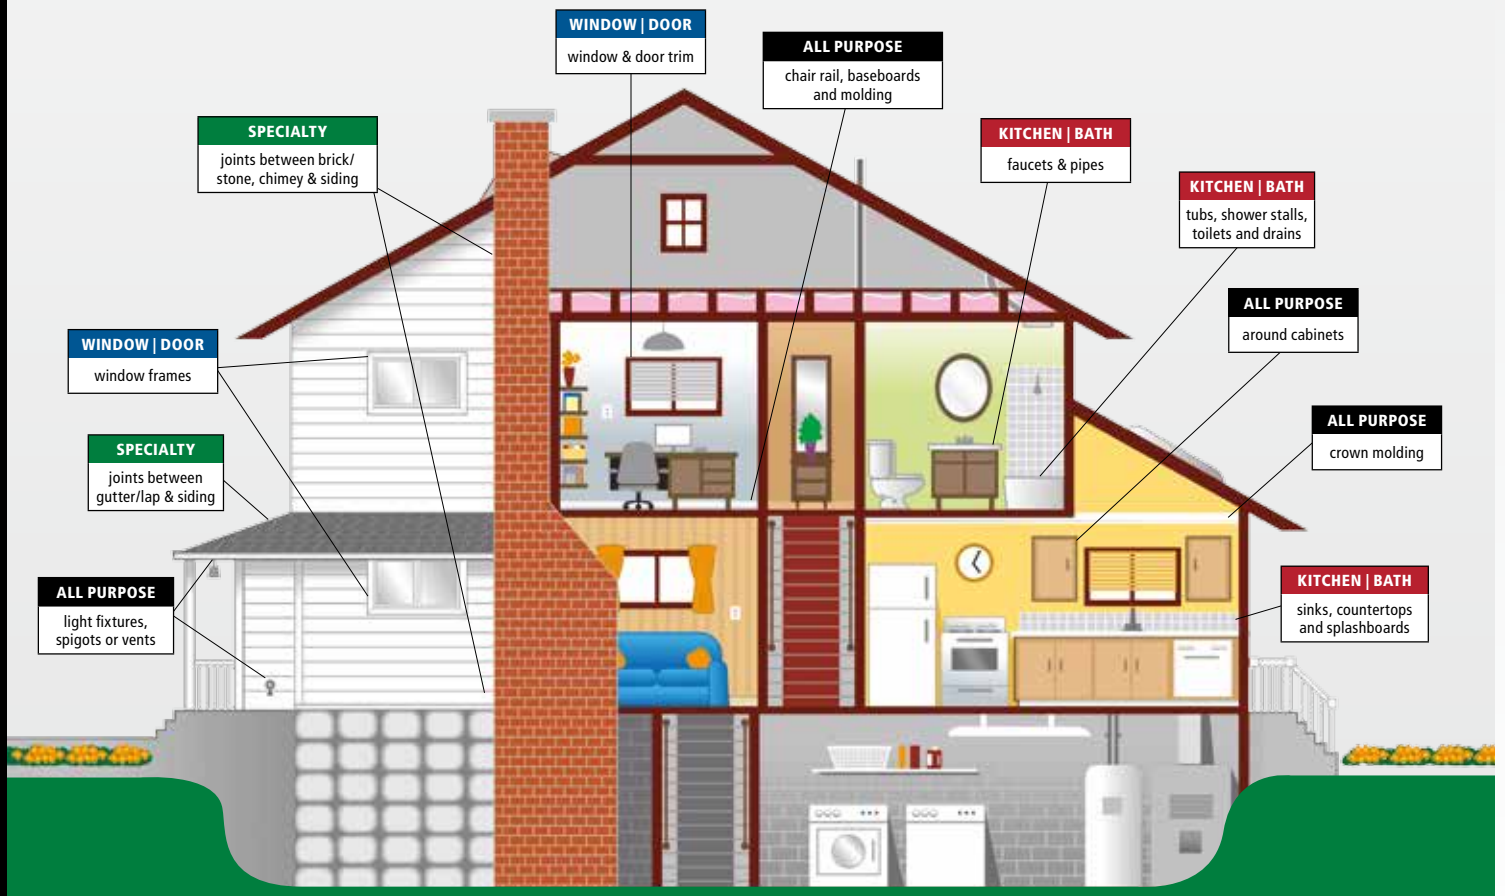 WINDOW | DOOR
window & door trim
ALL PURPOSE
chair rail, baseboards
and molding
SPECIALTY
joints between brick/
stone, chimey & siding
KITCHEN | BATH
faucets & pipes
KITCHEN | BATH
tubs, shower stalls,
toilets and drains
ALL PURPOSE
around cabinets
WINDOW | DOOR
window frames
ALL PURPOSE
crown molding
SPECIALTY
joints between
gutter/lap & siding
KITCHEN | BATH
sinks, countertops
and splashboards
ALL PURPOSE
light fixtures,
spigots or vents